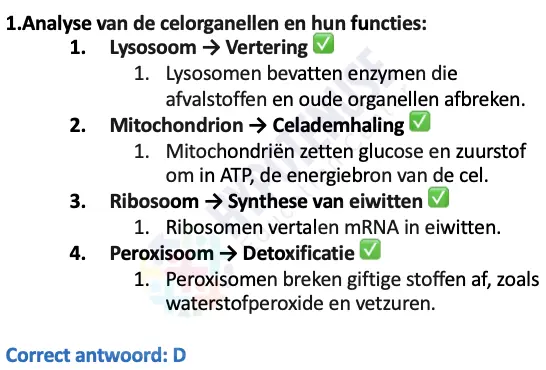 1.Analyse van de celorganellen en hun functies:
1. Lysosoom → Vertering ✅
1. Lysosomen bevatten enzymen die
afvalstoffen en oude organellen afbreken.
2. Mitochondrion → Celademhaling ✅
1. Mitochondriën zetten glucose en zuurstof
om in ATP, de energiebron van de cel.
3. Ribosoom → Synthese van eiwitten ✅
1. Ribosomen vertalen mRNA in eiwitten.
4. Peroxisoom → Detoxificatie ✅
1. Peroxisomen breken giftige stoffen af, zoals
waterstofperoxide en vetzuren.
Correct antwoord: D